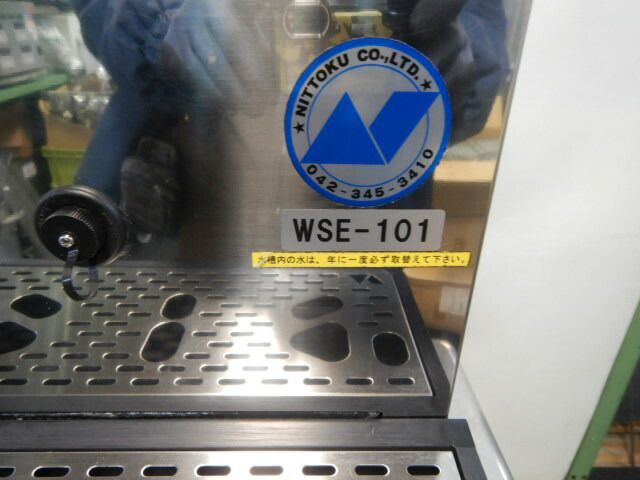 ★ NITTOKU CO.,LTD. ★
042-345-3410
WSE-101
水槽内の水は、年に一度必ず取替えて下さい。